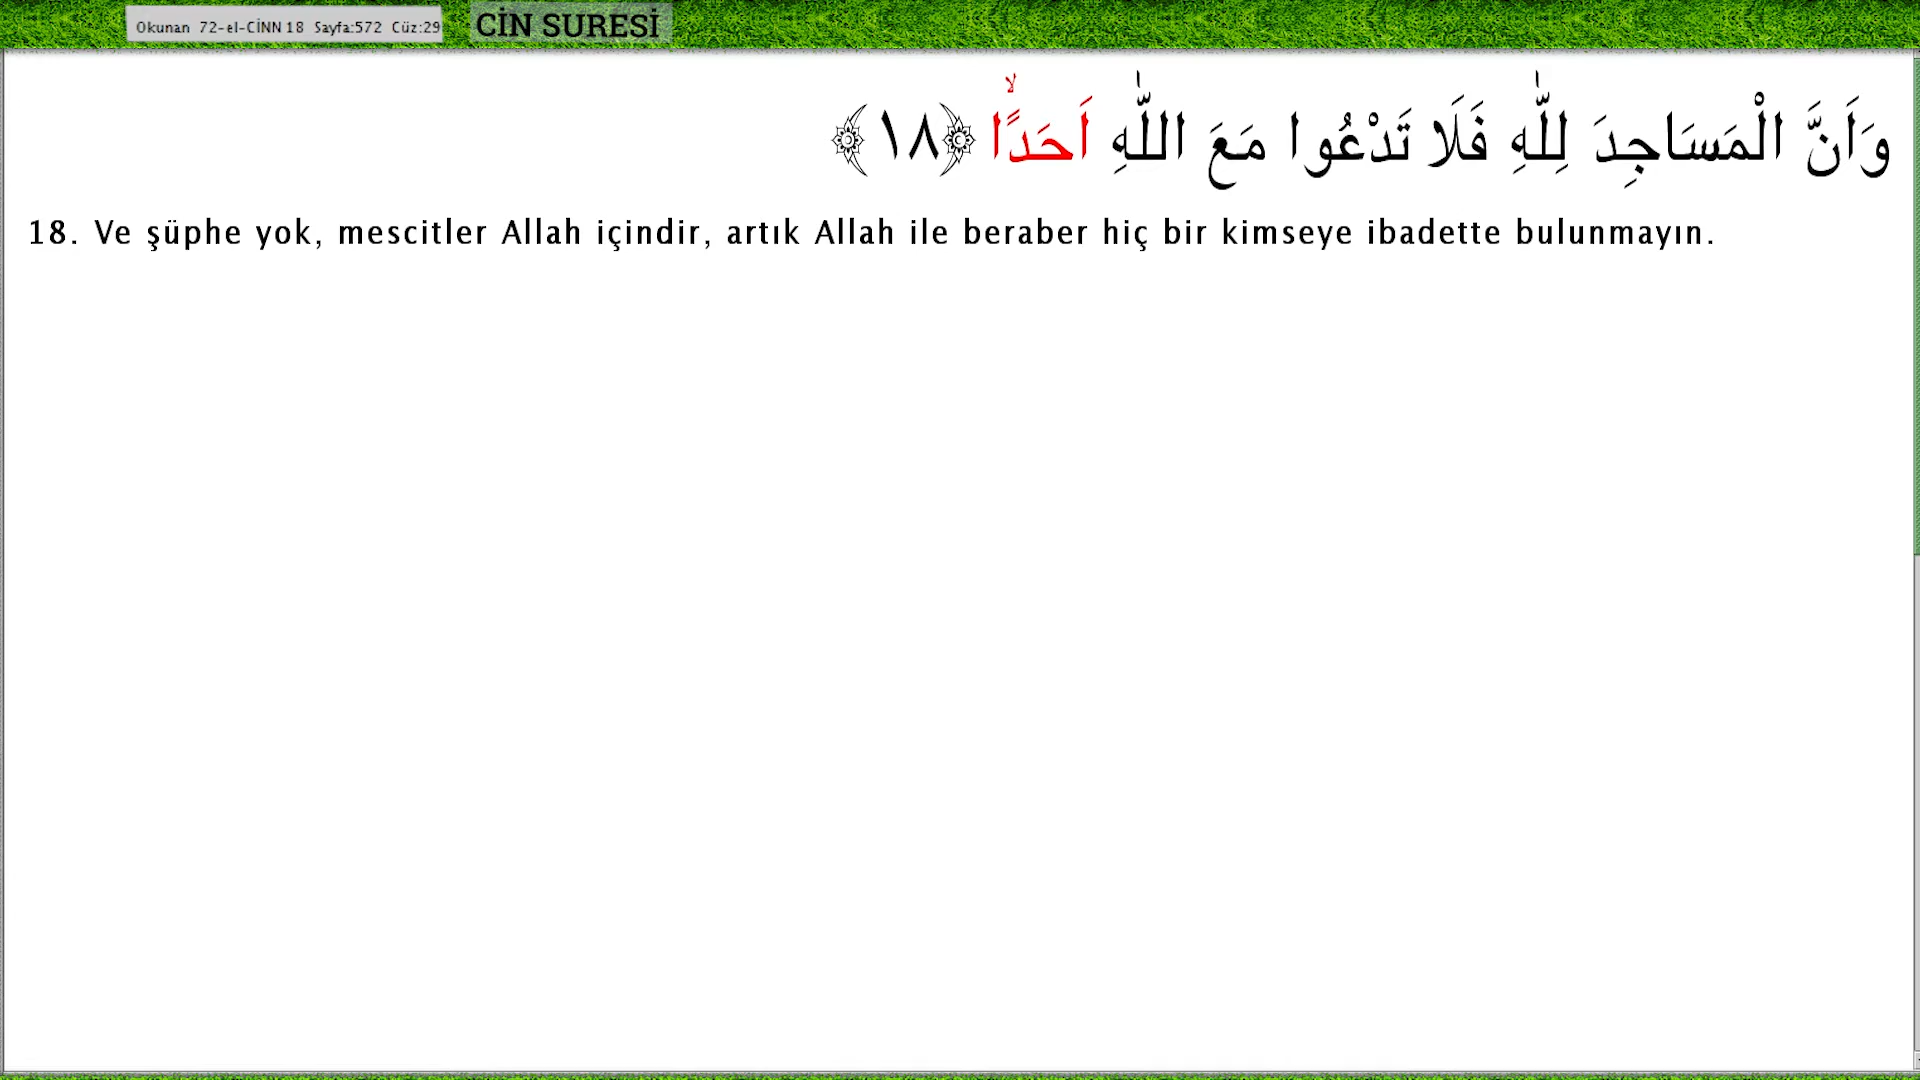 Okunan 72-el-CİNN 18 Sayfa:572 Cüz:29
CİN SURESİ
وَاَنَّ الْمَسَاجِدَ لِلّٰهِ فَلَا تَدْعُوا مَعَ اللّٰهِ اَحَدًاۙ ﴿١٨﴾
18. Ve şüphe yok, mescitler Allah içindir, artık Allah ile beraber hiç bir kimseye ibadette bulunmayın.